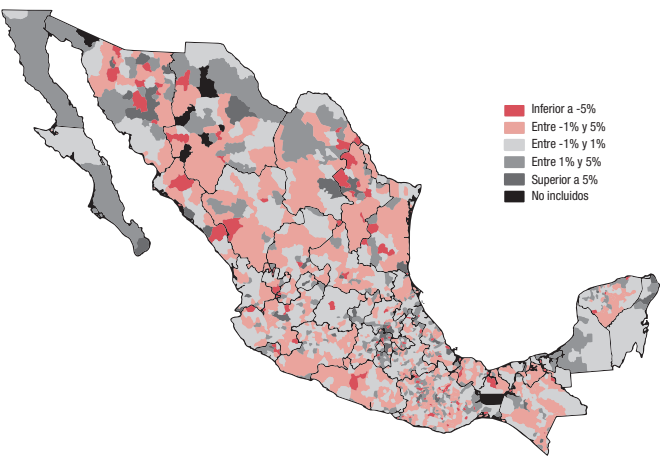 Inferior a -5%
Entre -1% y 5%
Entre -1% y 1%
Entre 1% y 5%
Superior a 5%
No incluidos